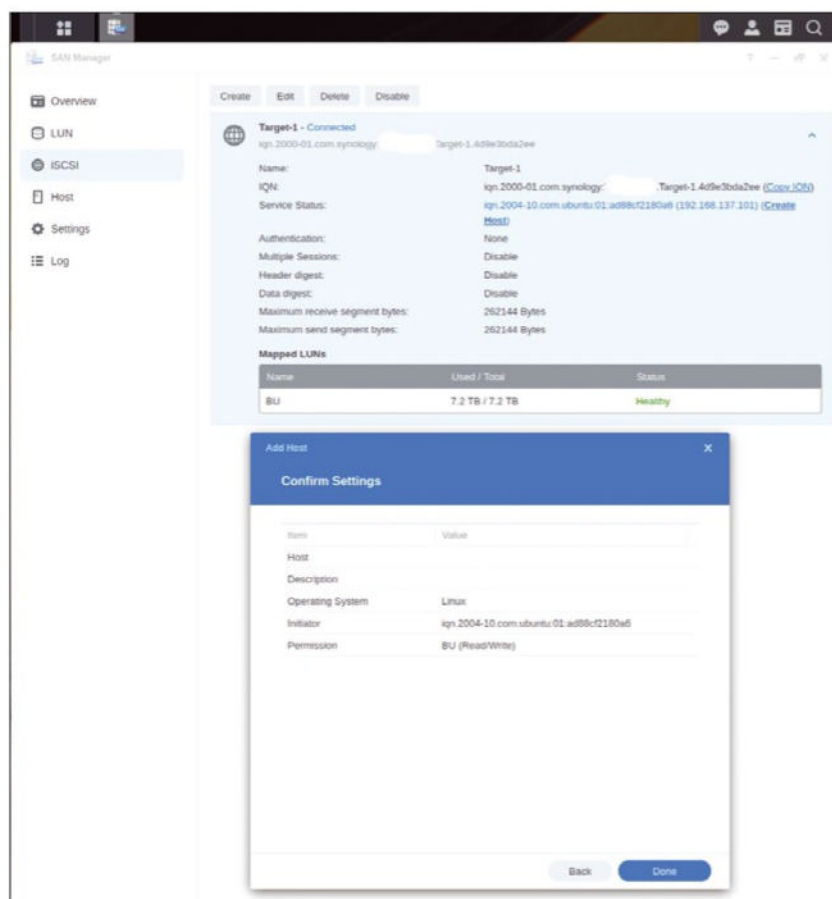 SAN Manager
? — x
Overview
LUN
iSCSI
Host
Settings
Log
Create Edit Delete Disable
Target-1 - Connected
iqn.2000-01.com.synology: Target-1.4d9e3bda2ee
Name: Target-1
IQN: iqn.2000-01.com.synology: .Target-1.4d9e3bda2ee (Copy IQN)
Service Status: iqn.2004-10.com.ubuntu:01:ad88cf2180a6 (192.168.137.101) (Create
Host)
Authentication: None
Multiple Sessions: Disable
Header digest: Disable
Data digest: Disable
Maximum receive segment bytes: 262144 Bytes
Maximum send segment bytes: 262144 Bytes
Mapped LUNs
Name Used / Total Status
BU 7.2 TB / 7.2 TB Healthy
Add Host x
Confirm Settings
Item Value
Host
Description
Operating System Linux
Initiator iqn.2004-10.com.ubuntu:01:ad88cf2180a6
Permission BU (Read/Write)
Back Done